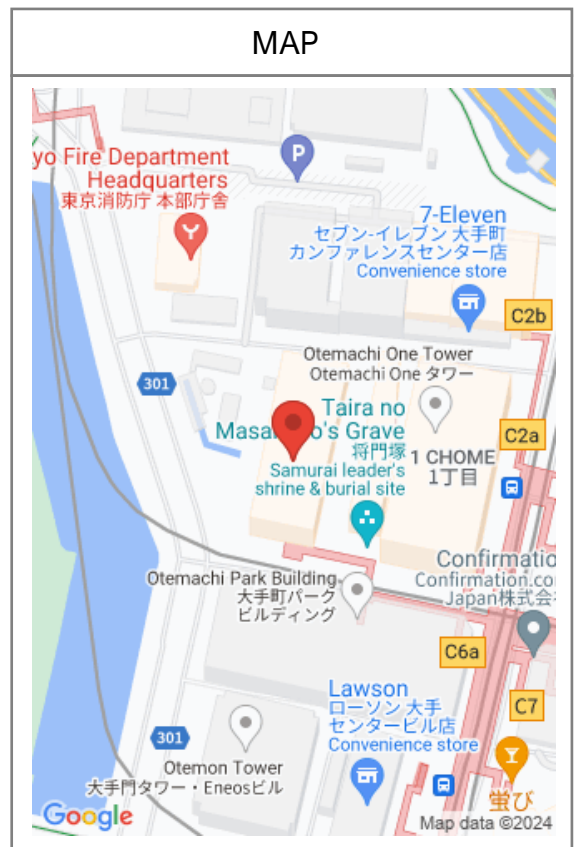 MAP
yo Fire Department
Headquarters
東京消防庁 本部庁舎
P
7-Eleven
セブン-イレブン 大手町
カンファレンスセンター店
Convenience store
C2b
Otemachi One Tower
Otemachi One タワー
301
Taira no
Masa o's Grave
将門塚
Samurai leader's
shrine & burial site
C2a
1 CHOME
1丁目
Confirmatio
Confirmation.co
Japan株式会
Otemachi Park Building
大手町パーク
ビルディング
C6a
C7
Lawson
ローソン 大手
センタービル店
Convenience store
301
Otemon Tower
大手門タワー・Eneosビル
蛍び
Google
Map data ©2024